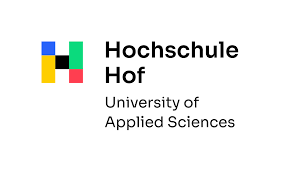 Hochschule
Hof
University of
Applied Sciences